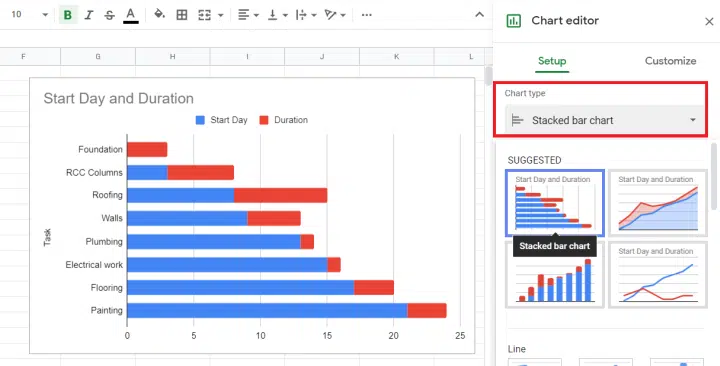 10
B
I
S
A
Chart editor
F
G
H
I
J
K
L
Setup
Customize
Start Day and Duration
Start Day
Duration
Chart type
Stacked bar chart
Foundation
RCC Columns
Roofing
Walls
Plumbing
Electrical work
Flooring
Painting
Task
0
5
10
15
20
25
SUGGESTED
Start Day and Duration
Start Day and Duration
Stacked bar chart
Start Day and Duration
Line